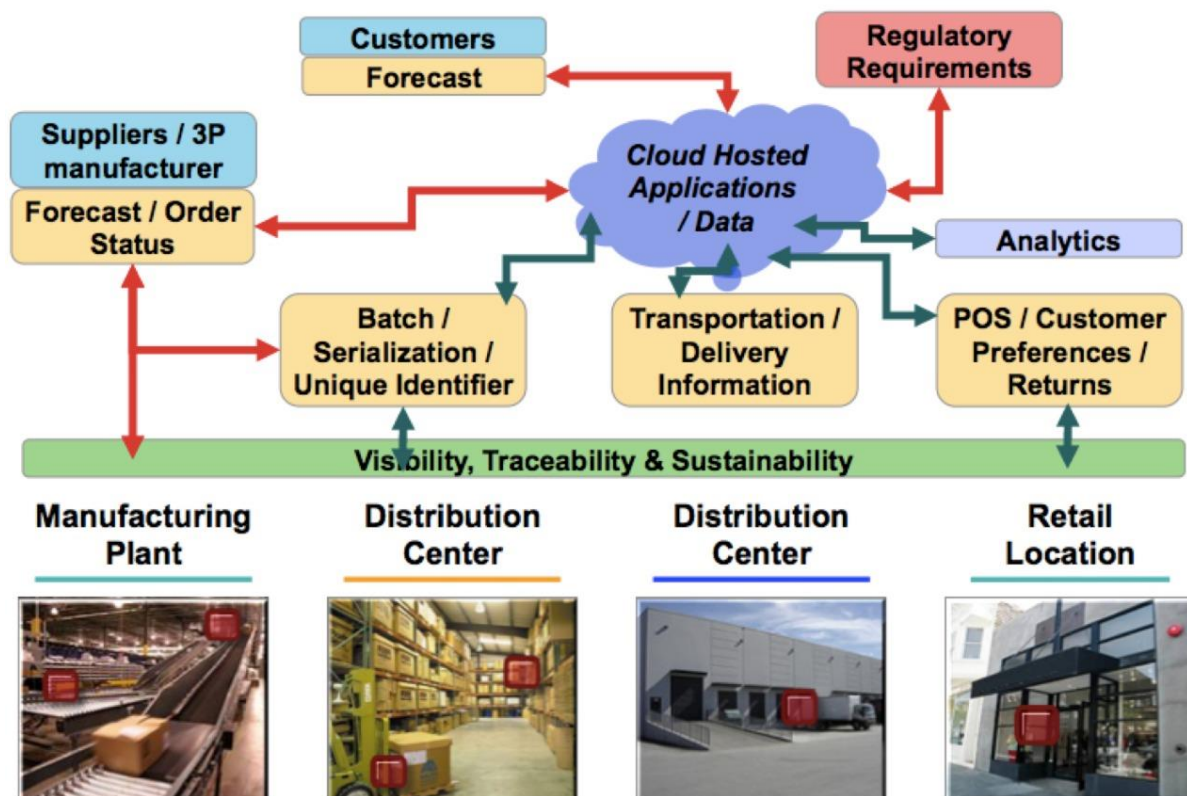 Customers
Forecast
Regulatory
Requirements
Suppliers / 3P
manufacturer
Forecast / Order
Status
Cloud Hosted
Applications
/ Data
Analytics
Batch /
Serialization /
Unique Identifier
Transportation /
Delivery
Information
POS / Customer
Preferences /
Returns
Visibility, Traceability & Sustainability
Manufacturing
Plant
Distribution
Center
Distribution
Center
Retail
Location